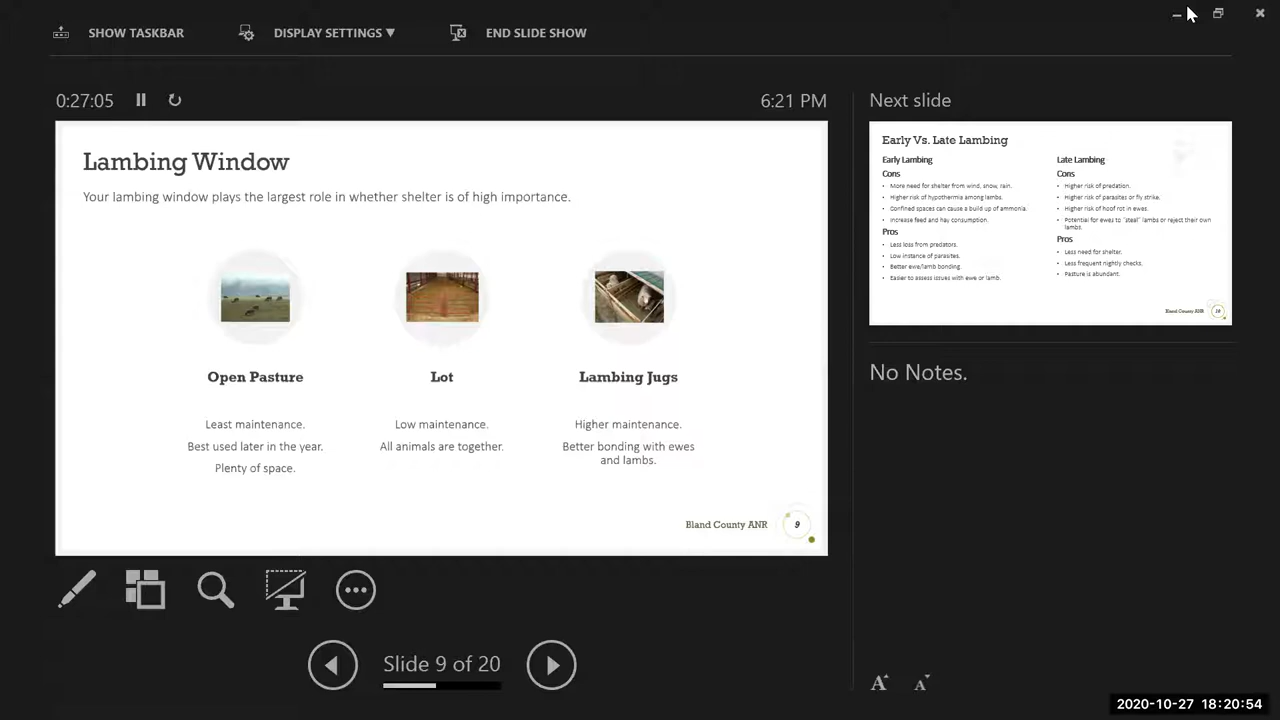 SHOW TASKBAR
DISPLAY SETTINGS ▼
END SLIDE SHOW
0:27:05
6:21 PM
Lambing Window
Your lambing window plays the largest role in whether shelter is of high importance.
Open Pasture
Lot
Lambing Jugs
Least maintenance.
Best used later in the year.
Plenty of space.
Low maintenance.
All animals are together.
Higher maintenance.
Better bonding with ewes
and lambs.
Bland County ANR
9
Next slide
Early Vs. Late Lambing
Early Lambing
Cons
• More need for shelter from wind, snow, rain.
• Higher risk of hypothermia among lambs.
• Confined spaces can cause a build up of ammonia.
• Increase feed and hay consumption.
Pros
• Less loss from predators.
• Low instance of parasites.
• Better ewe/lamb bonding.
• Easier to assess issues with ewe or lamb.
Late Lambing
Cons
• Higher risk of predation.
• Higher risk of parasites or fly strike.
• Higher risk of hoof rot in ewes.
• Potential for ewes to "steal" lambs or reject their own
lambs.
Pros
• Less need for shelter.
• Less frequent nightly checks.
• Pasture is abundant.
Bland County ANR
10
No Notes.
Slide 9 of 20
A A
2020-10-27 18:20:54